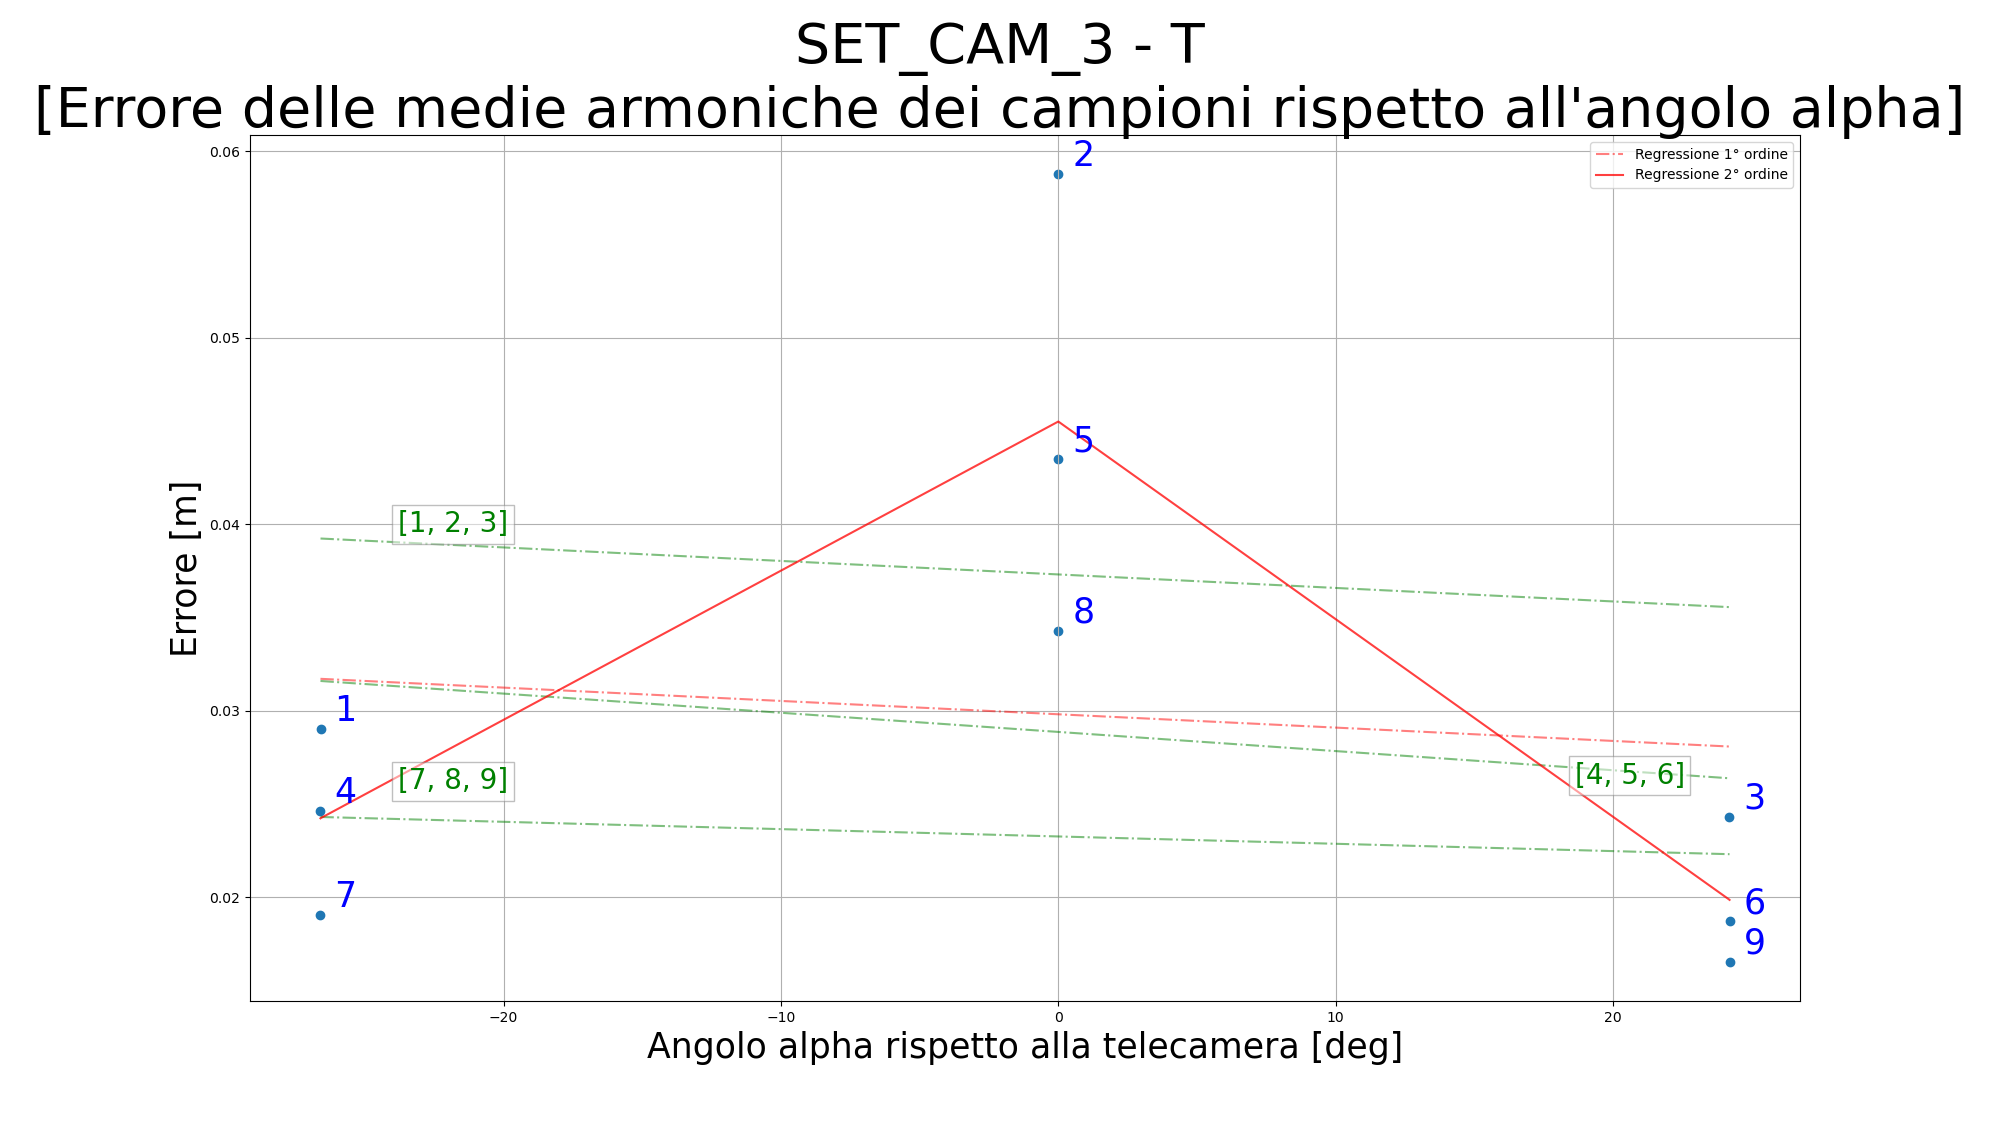 SET_CAM_3 - T
[Errore delle medie armoniche dei campioni rispetto all'angolo alpha]
Regressione 1° ordine
Regressione 2° ordine
0.06
0.05
0.04
0.03
0.02
Errore [m]
2
5
[1, 2, 3]
8
1
[7, 8, 9]
[4, 5, 6]
4
3
7
6
9
−20
−10
0
10
20
Angolo alpha rispetto alla telecamera [deg]